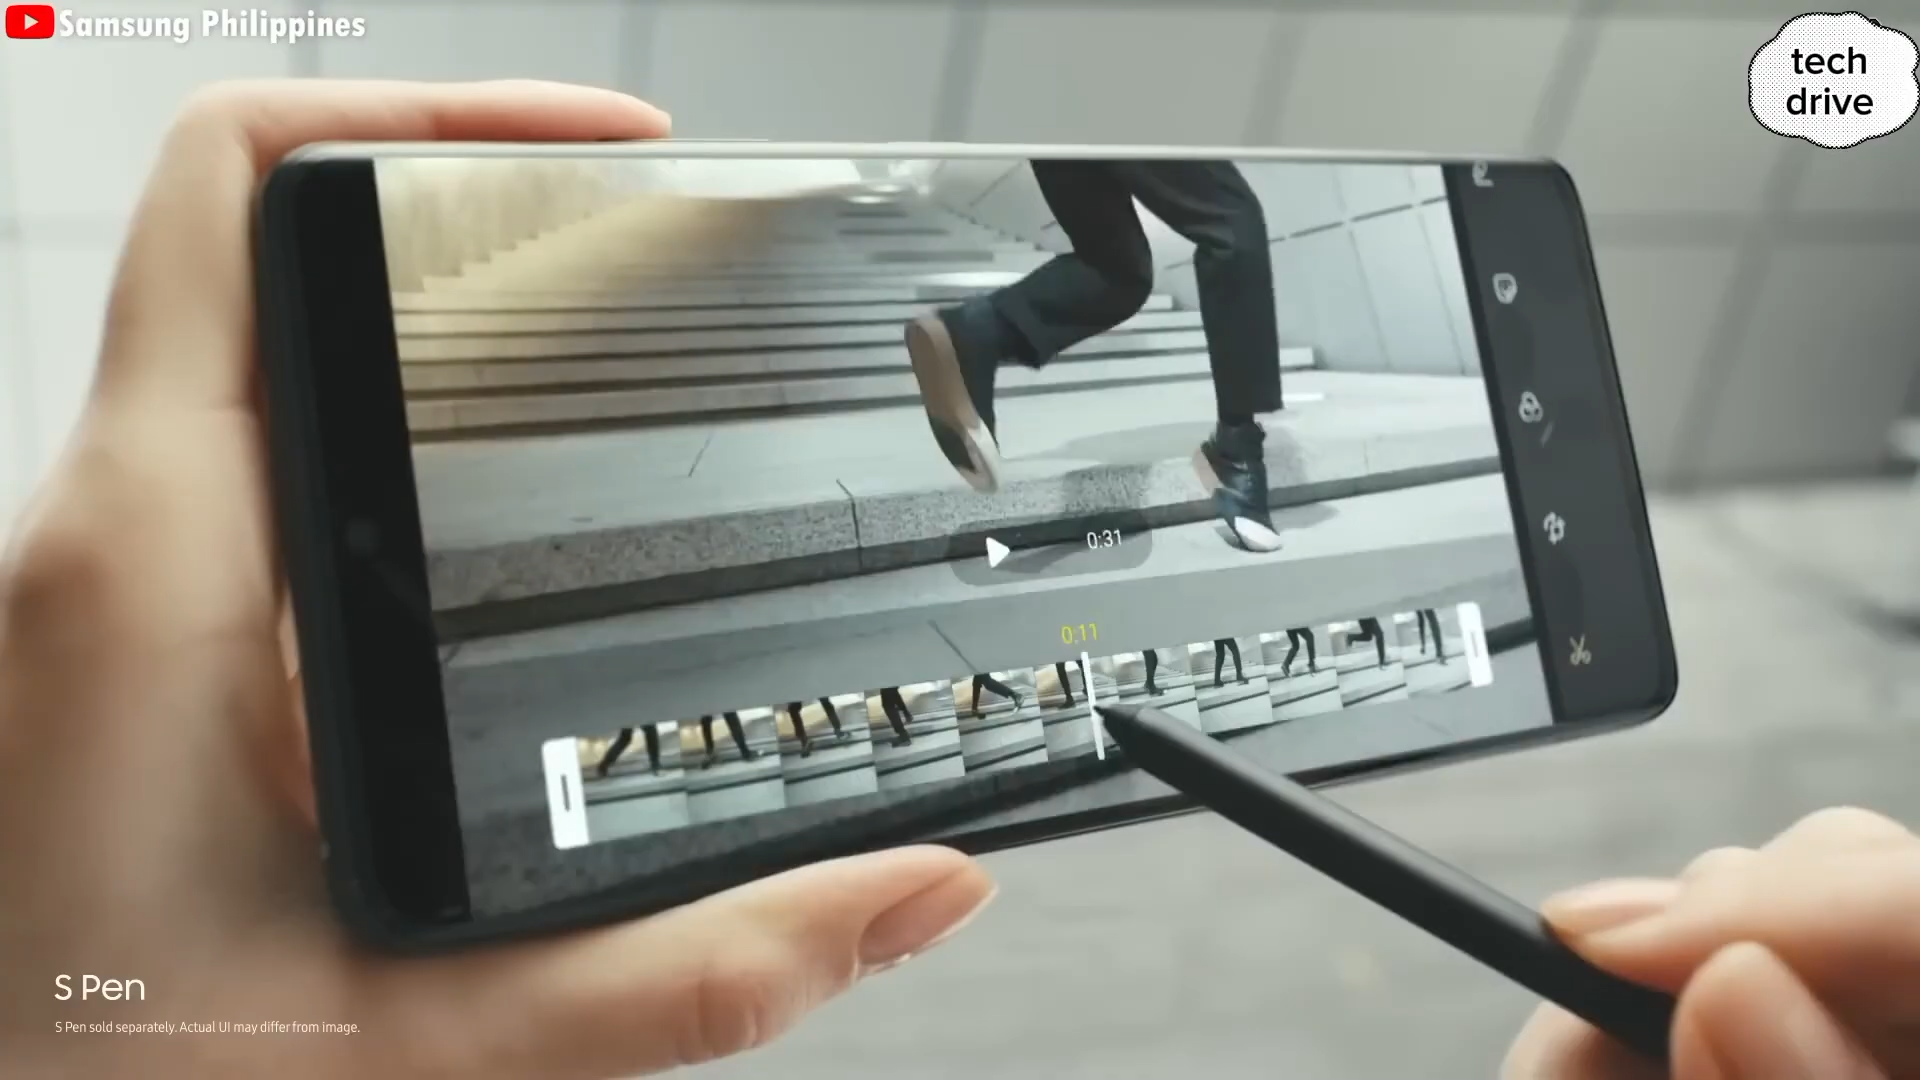 Samsung Philippines
tech
drive
0:31
0:11
S Pen
S Pen sold separately. Actual UI may differ from image.